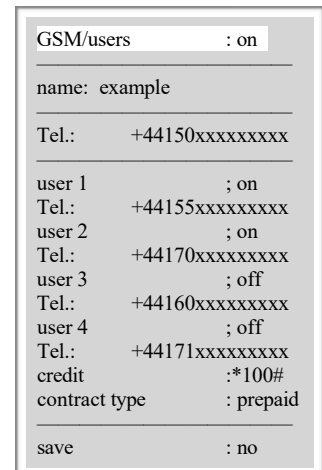 GSM/users : on
name: example
Tel.: +44150xxxxxxxxx
user 1 ; on
Tel.: +44155xxxxxxxxx
user 2 ; on
Tel.: +44170xxxxxxxxx
user 3 ; off
Tel.: +44160xxxxxxxxx
user 4 ; off
Tel.: +44171xxxxxxxxx
credit :*100#
contract type : prepaid
save : no